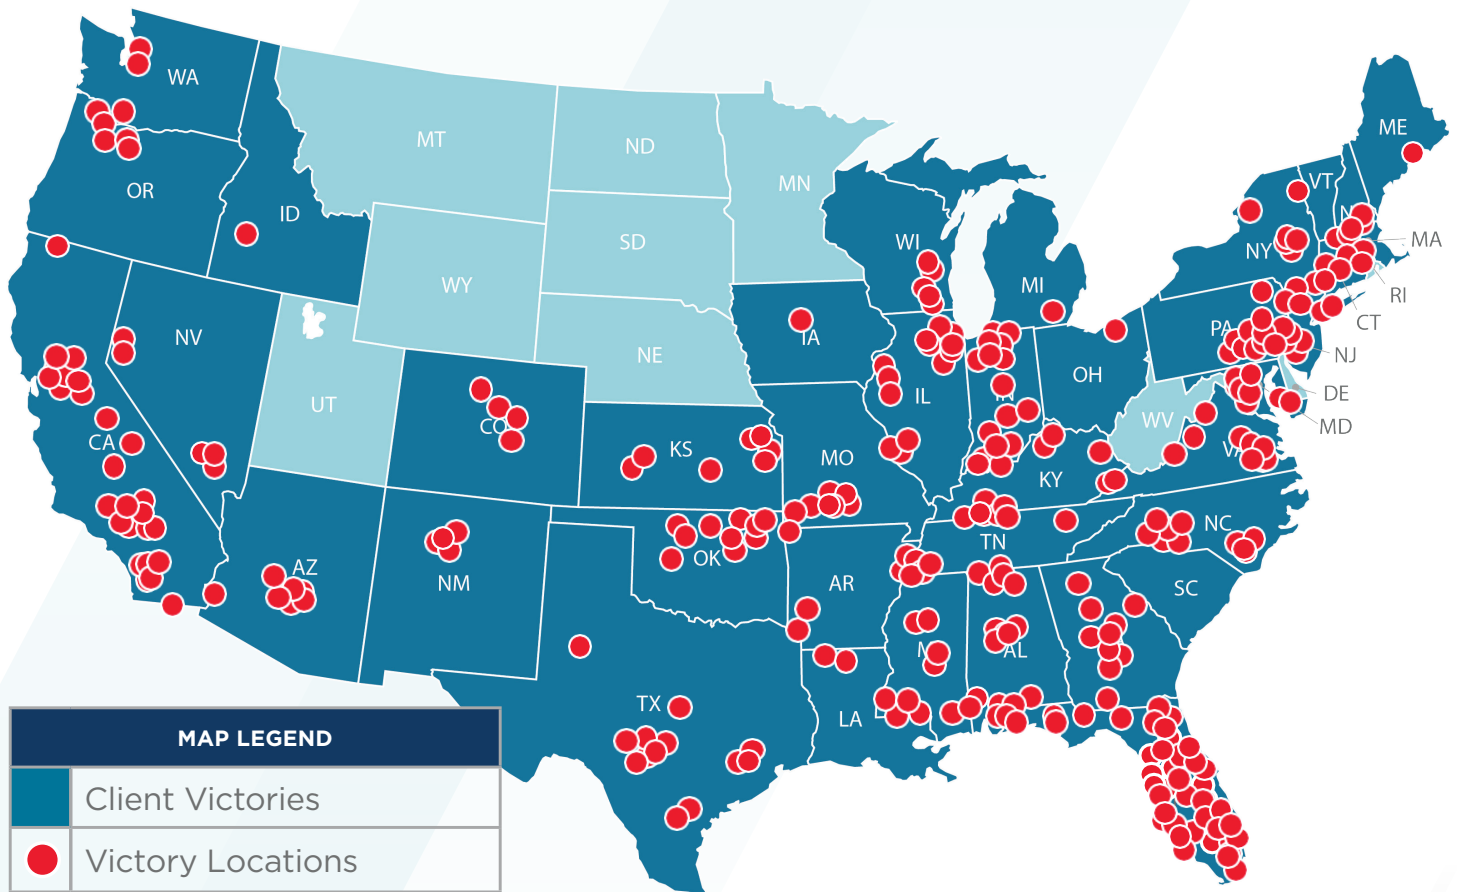 WA
ME
MT
ND
VT
MN
OR
ID
NY
MA
SD
WI
WY
MI
RI
NV
IA
PA
CT
NE
NJ
OH
IL
UT
DE
WV
MD
CO
CA
KS
MO
KY
NC
TN
OK
AZ
NM
AR
SC
AL
TX
LA
MAP LEGEND
Client Victories
Victory Locations